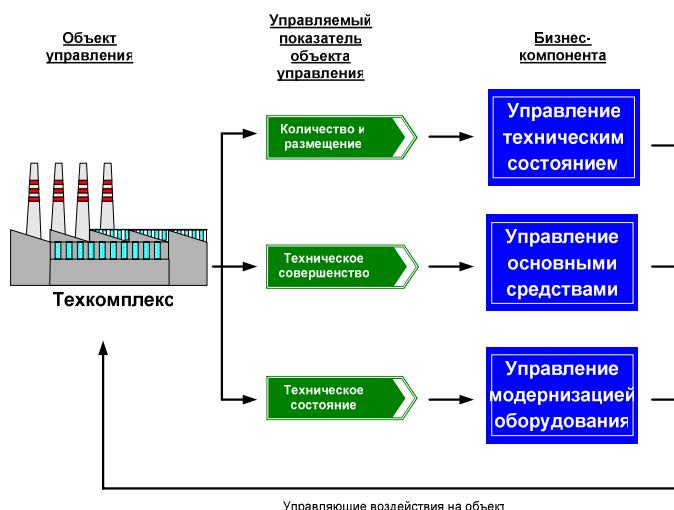 Объект
управления
Управляемый
показатель
объекта
управления
Бизнес-
компонента
Количество и
размещение
Управление
техническим
состоянием
Техкомплекс
Техническое
совершенство
Управление
основными
средствами
Техническое
состояние
Управление
модернизацией
оборудования
Управляющие воздействия на объект